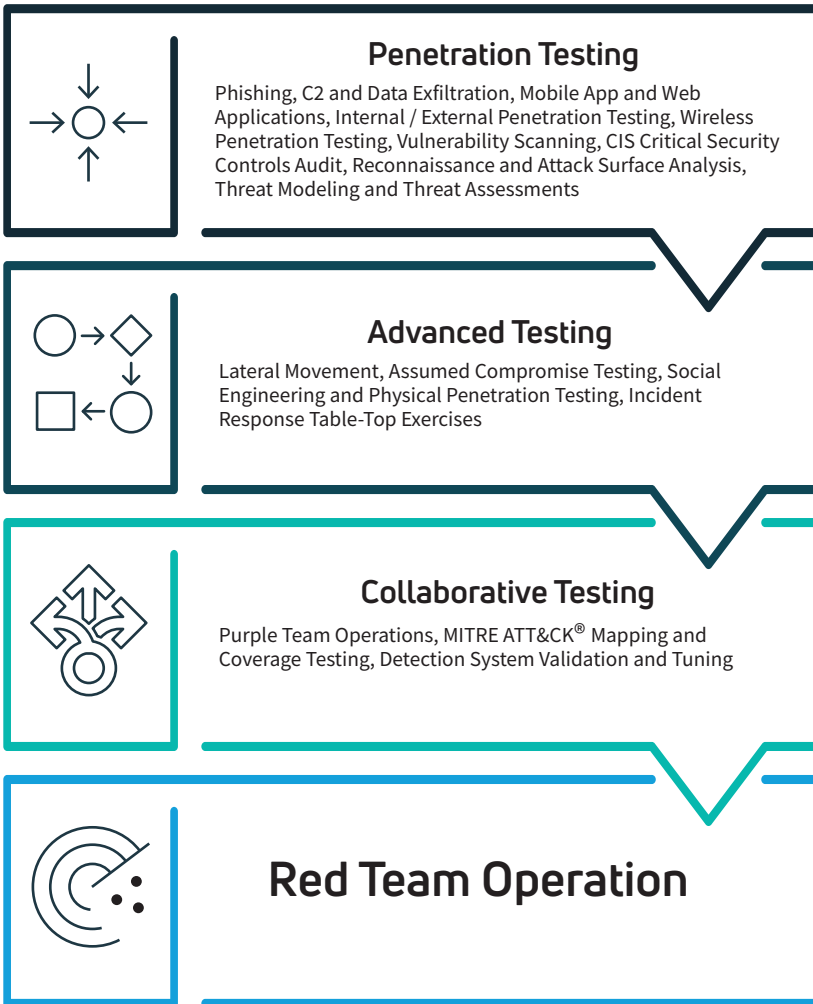 Penetration Testing
Phishing, C2 and Data Exfiltration, Mobile App and Web
Applications, Internal / External Penetration Testing, Wireless
Penetration Testing, Vulnerability Scanning, CIS Critical Security
Controls Audit, Reconnaissance and Attack Surface Analysis,
Threat Modeling and Threat Assessments
Advanced Testing
Lateral Movement, Assumed Compromise Testing, Social
Engineering and Physical Penetration Testing, Incident
Response Table-Top Exercises
Collaborative Testing
Purple Team Operations, MITRE ATT&CK® Mapping and
Coverage Testing, Detection System Validation and Tuning
Red Team Operation